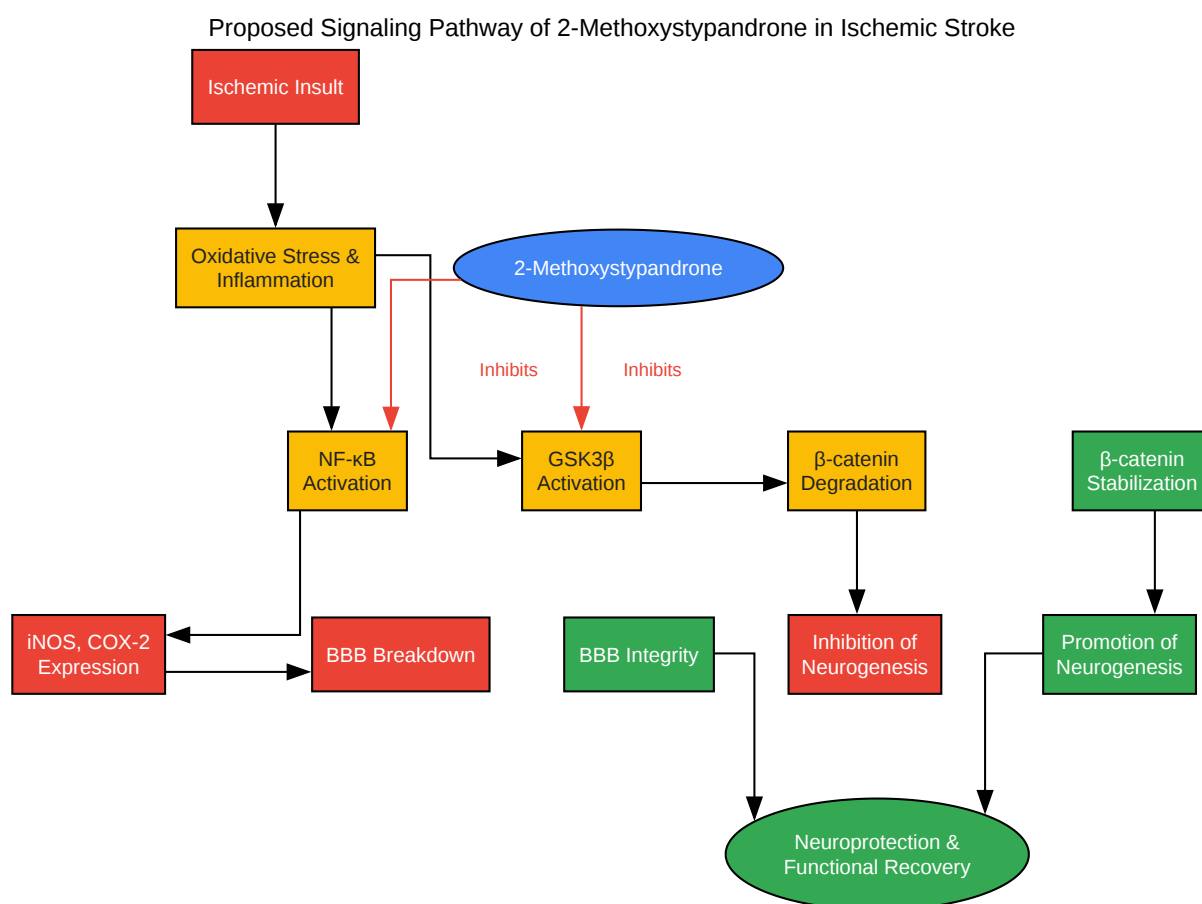 Proposed Signaling Pathway of 2-Methoxystypandrone in Ischemic Stroke
Ischemic Insult
Oxidative Stress &
Inflammation
2-Methoxystypandrone
Inhibits
Inhibits
NF-κB
Activation
GSK3β
Activation
β-catenin
Degradation
β-catenin
Stabilization
iNOS, COX-2
Expression
BBB Breakdown
BBB Integrity
Inhibition of
Neurogenesis
Promotion of
Neurogenesis
Neuroprotection &
Functional Recovery